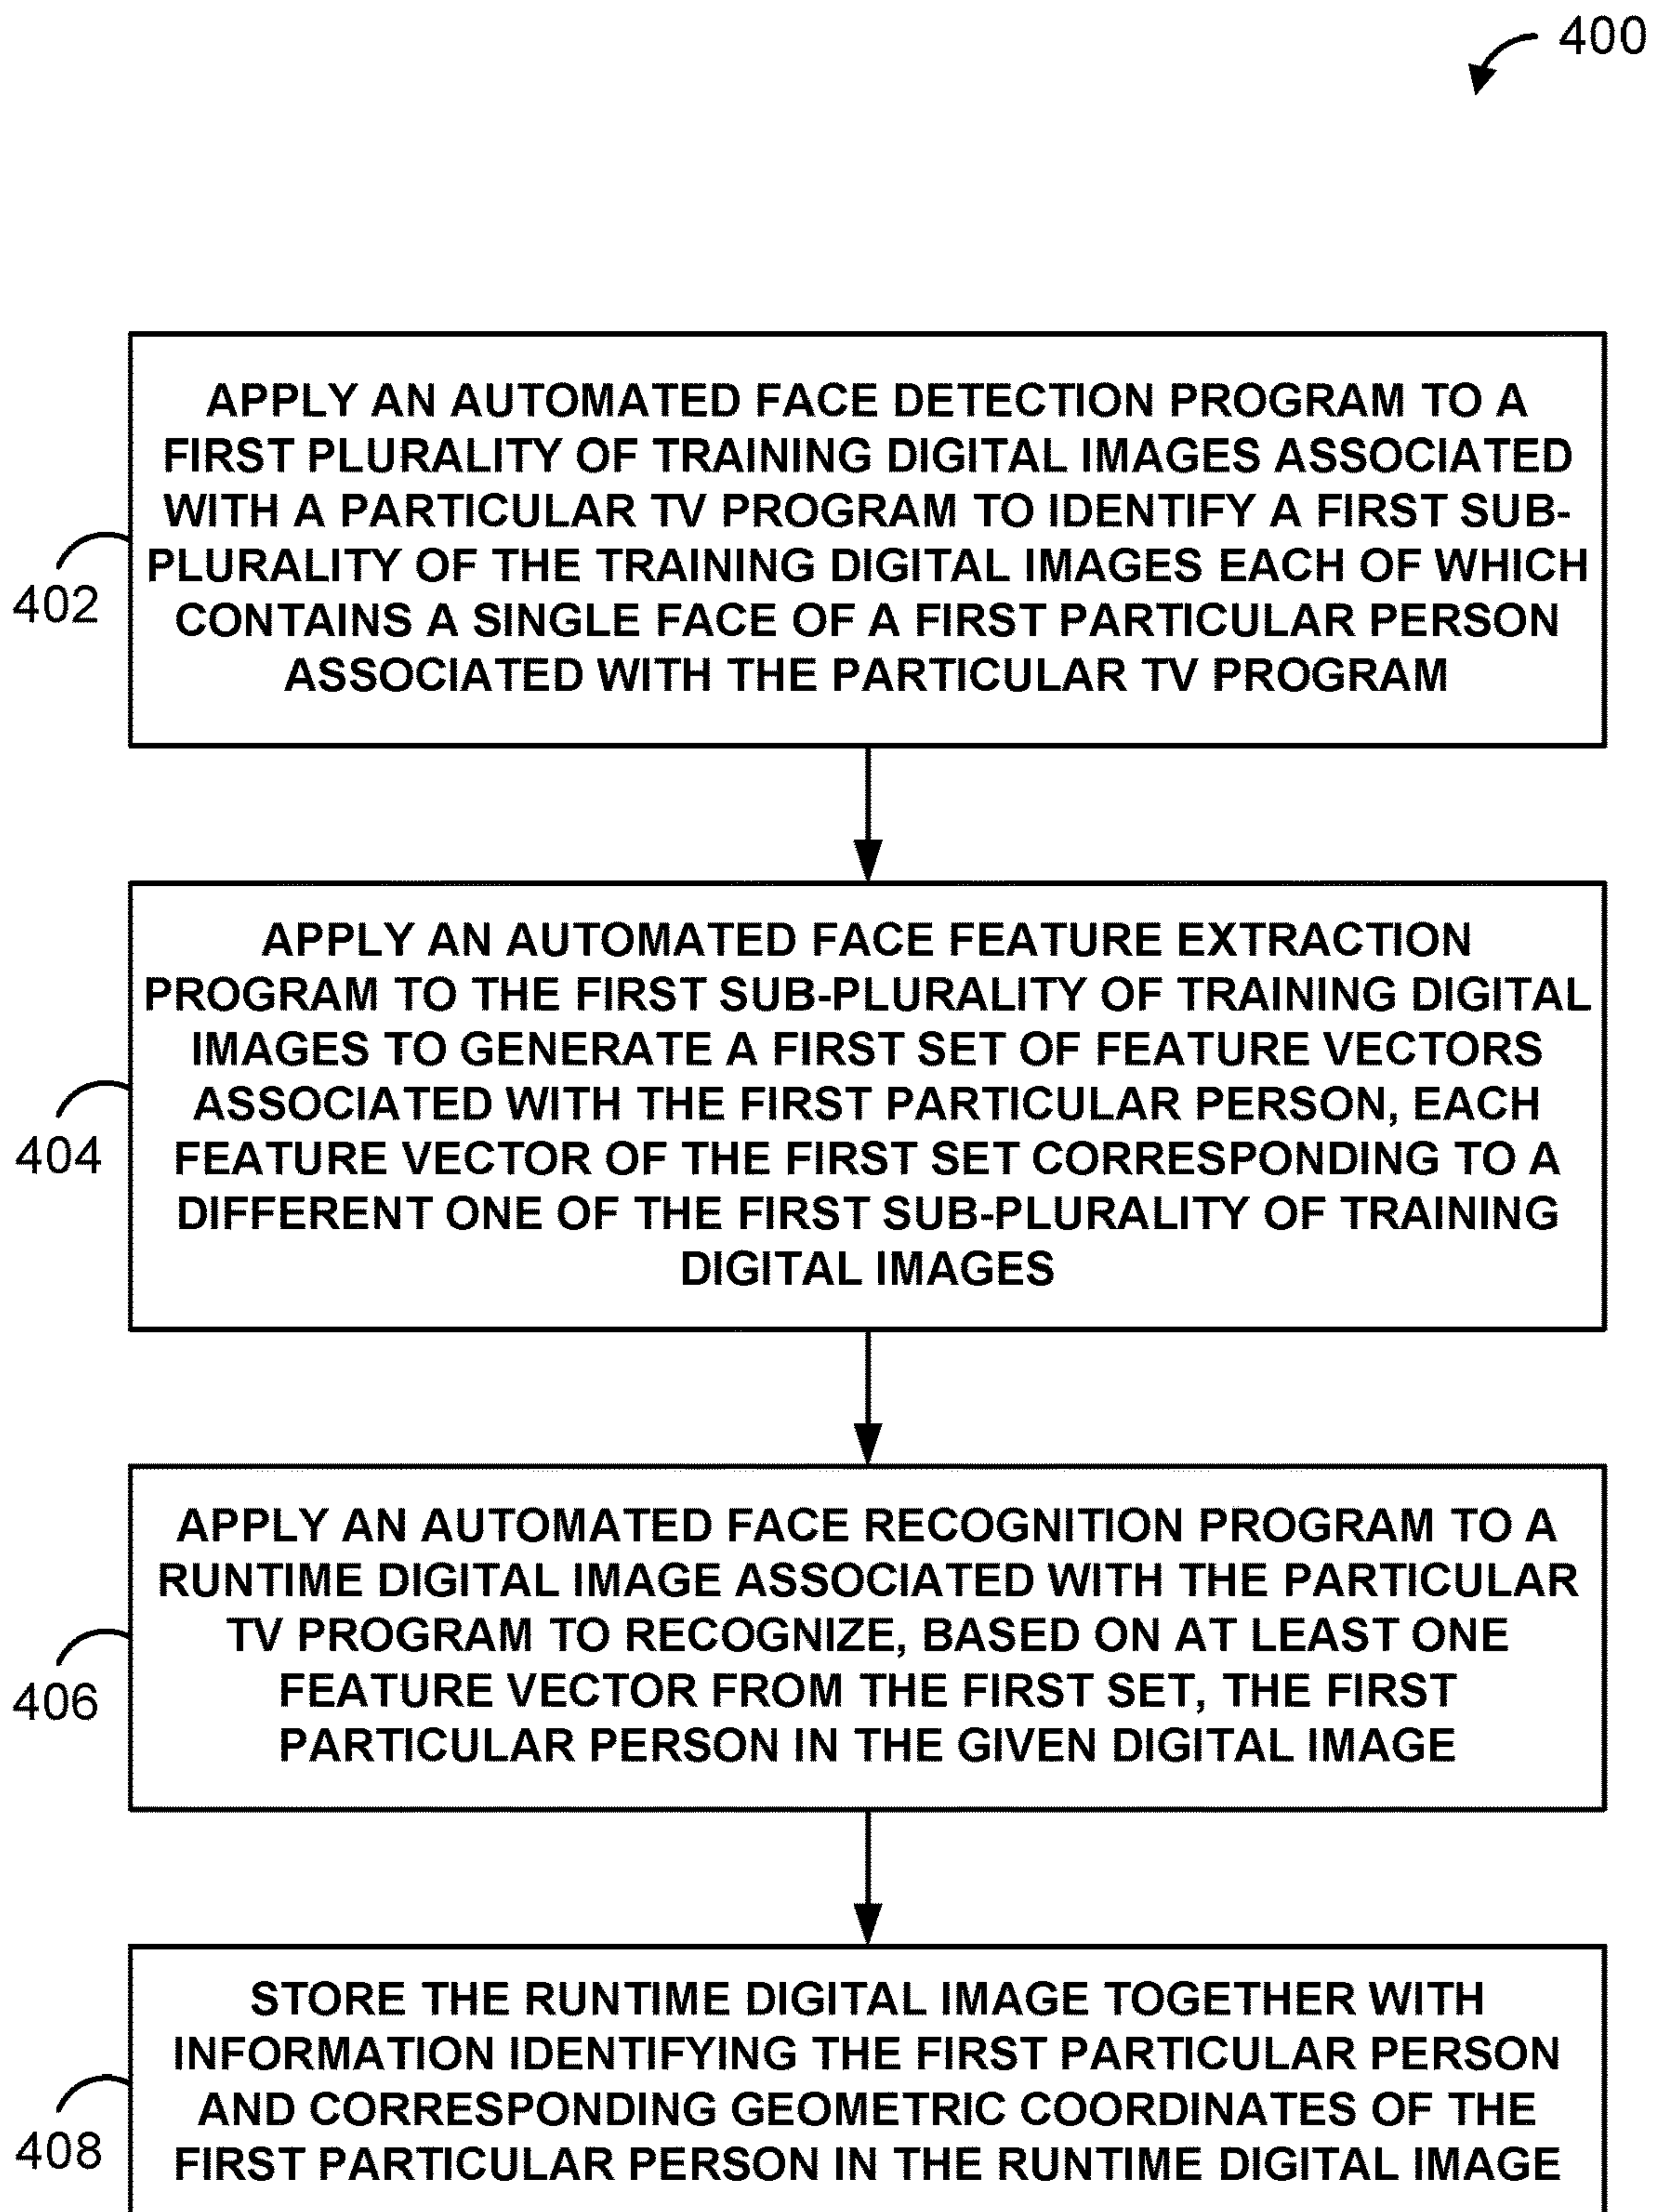 400
APPLY AN AUTOMATED FACE DETECTION PROGRAM TO A
FIRST PLURALITY OF TRAINING DIGITAL IMAGES ASSOCIATED
WITH A PARTICULAR TV PROGRAM TO IDENTIFY A FIRST SUB-
PLURALITY OF THE TRAINING DIGITAL IMAGES EACH OF WHICH
CONTAINS A SINGLE FACE OF A FIRST PARTICULAR PERSON
ASSOCIATED WITH THE PARTICULAR TV PROGRAM
402
APPLY AN AUTOMATED FACE FEATURE EXTRACTION
PROGRAM TO THE FIRST SUB-PLURALITY OF TRAINING DIGITAL
IMAGES TO GENERATE A FIRST SET OF FEATURE VECTORS
ASSOCIATED WITH THE FIRST PARTICULAR PERSON, EACH
FEATURE VECTOR OF THE FIRST SET CORRESPONDING TO A
DIFFERENT ONE OF THE FIRST SUB-PLURALITY OF TRAINING
DIGITAL IMAGES
404
APPLY AN AUTOMATED FACE RECOGNITION PROGRAM TO A
RUNTIME DIGITAL IMAGE ASSOCIATED WITH THE PARTICULAR
TV PROGRAM TO RECOGNIZE, BASED ON AT LEAST ONE
FEATURE VECTOR FROM THE FIRST SET, THE FIRST
PARTICULAR PERSON IN THE GIVEN DIGITAL IMAGE
406
STORE THE RUNTIME DIGITAL IMAGE TOGETHER WITH
INFORMATION IDENTIFYING THE FIRST PARTICULAR PERSON
AND CORRESPONDING GEOMETRIC COORDINATES OF THE
FIRST PARTICULAR PERSON IN THE RUNTIME DIGITAL IMAGE
408